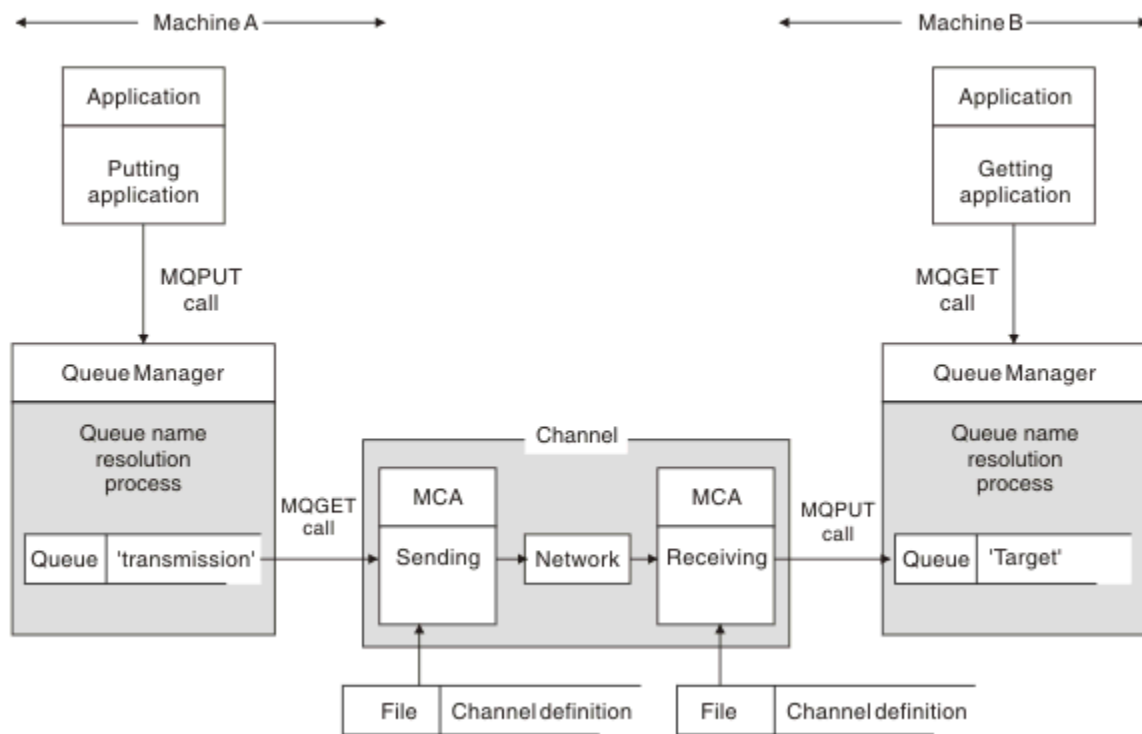 Machine A
Machine B
Application
Putting
application
Application
Getting
application
MQPUT
call
MQGET
call
Queue Manager
Queue name
resolution
process
Queue 'transmission'
MQGET
call
Channel
MCA
Sending
Network
MCA
Receiving
MQPUT
call
Queue Manager
Queue name
resolution
process
Queue 'Target'
File Channel definition
File Channel definition